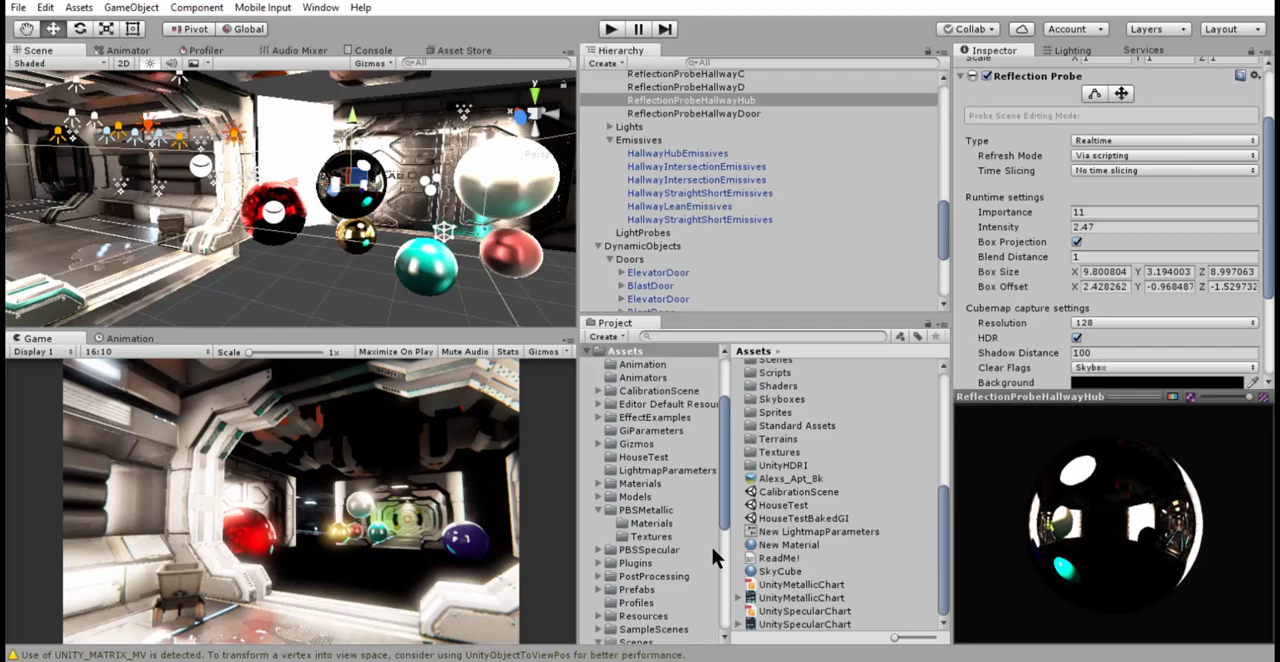 File Edit Assets GameObject Component Mobile Input Window Help
Pivot Global Collab Account Layers Layout
Scene Animator Profiler Audio Mixer Console Asset Store
Shaded 2D Gizmos All
y
Persp
Game Animation
Display 1 16:10 Scale 1x Maximize On Play Mute Audio Stats Gizmos
Hierarchy
Create All
ReflectionProbeHallwayC
ReflectionProbeHallwayD
ReflectionProbeHallwayHub
ReflectionProbeHallwayDoor
Lights
Emissives
HallwayHubEmissives
HallwayIntersectionEmissives
HallwayIntersectionEmissives
HallwayStraightShortEmissives
HallwayLeanEmissives
HallwayStraightShortEmissives
LightProbes
DynamicObjects
Doors
ElevatorDoor
BlastDoor
ElevatorDoor
Project
Create
Assets
Animation
Animators
CalibrationScene
Editor Default Resour
EffectExamples
GiParameters
Gizmos
HouseTest
LightmapParameters
Materials
Models
PBSMetallic
Materials
Textures
PBSSpecular
Plugins
PostProcessing
Prefabs
Profiles
Resources
SampleScenes
Scenes
Assets
Scenes
Scripts
Shaders
Skyboxes
Sprites
Standard Assets
Terrains
Textures
UnityHDRI
Alexs_Apt_8k
CalibrationScene
HouseTest
HouseTestBakedGI
New LightmapParameters
New Material
ReadMe!
SkyCube
UnityMetallicChart
UnityMetallicChart
UnitySpecularChart
UnitySpecularChart
Inspector Lighting Services
Scale X 1 Y 1 Z 1
Reflection Probe
Probe Scene Editing Mode:
Type Realtime
Refresh Mode Via scripting
Time Slicing No time slicing
Runtime settings
Importance 11
Intensity 2.47
Box Projection
Blend Distance 1
Box Size X 9.800804 Y 3.194003 Z 8.997063
Box Offset X 2.428262 Y -0.968487 Z -1.529732
Cubemap capture settings
Resolution 128
HDR
Shadow Distance 100
Clear Flags Skybox
Background
ReflectionProbeHallwayHub
Use of UNITY_MATRIX_MV is detected. To transform a vertex into view space, consider using UnityObjectToViewPos for better performance.